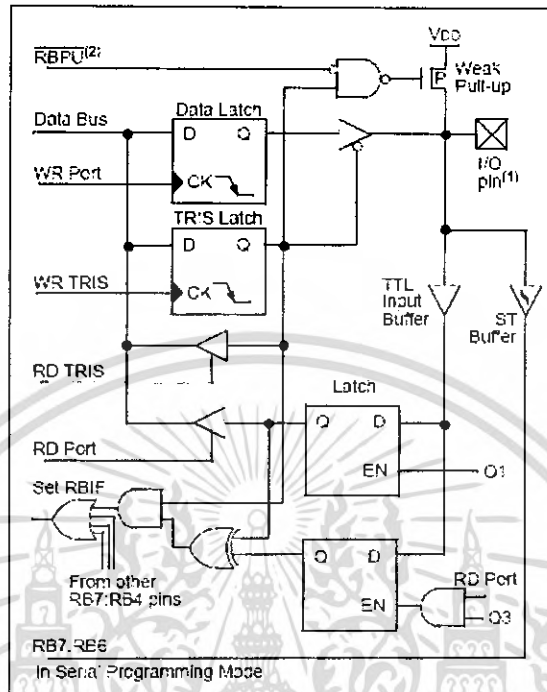 VDD
RBPU(2)
P
Weak
Pull-up
Data Latch
Data Bus
D Q
I/O
pin(1)
WR Port
CK
TRIS Latch
D Q
WR TRIS
CK
TTL
Input
Buffer
ST
Buffer
RD TRIS
Latch
Q D
RD Port
EN
Q1
Set RBIF
Q D
RD Port
EN
Q3
From other
RB7:RB4 pins
RB7:RB6
In Serial Programming Mode